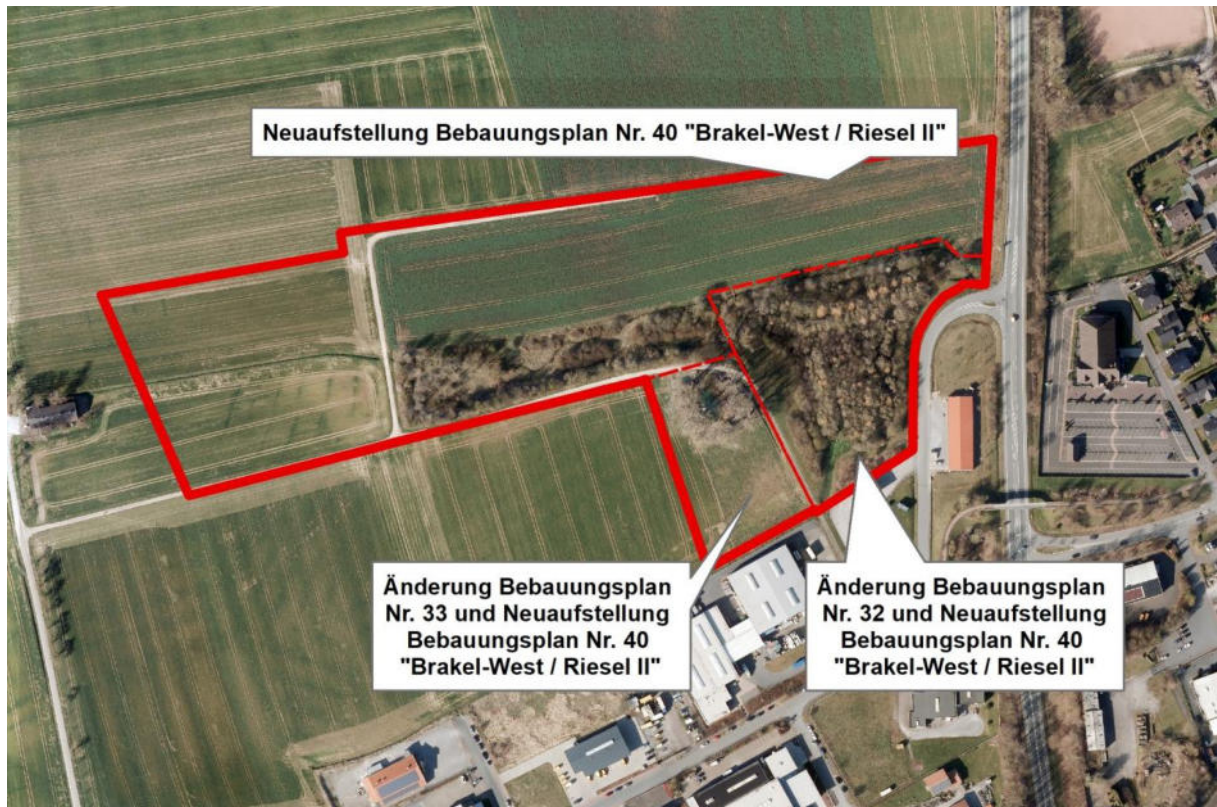 Neuaufstellung Bebauungsplan Nr. 40 "Brakel-West / Riesel II"
Änderung Bebauungsplan
Nr. 33 und Neuaufstellung
Bebauungsplan Nr. 40
"Brakel-West / Riesel II"
Änderung Bebauungsplan
Nr. 32 und Neuaufstellung
Bebauungsplan Nr. 40
"Brakel-West / Riesel II"